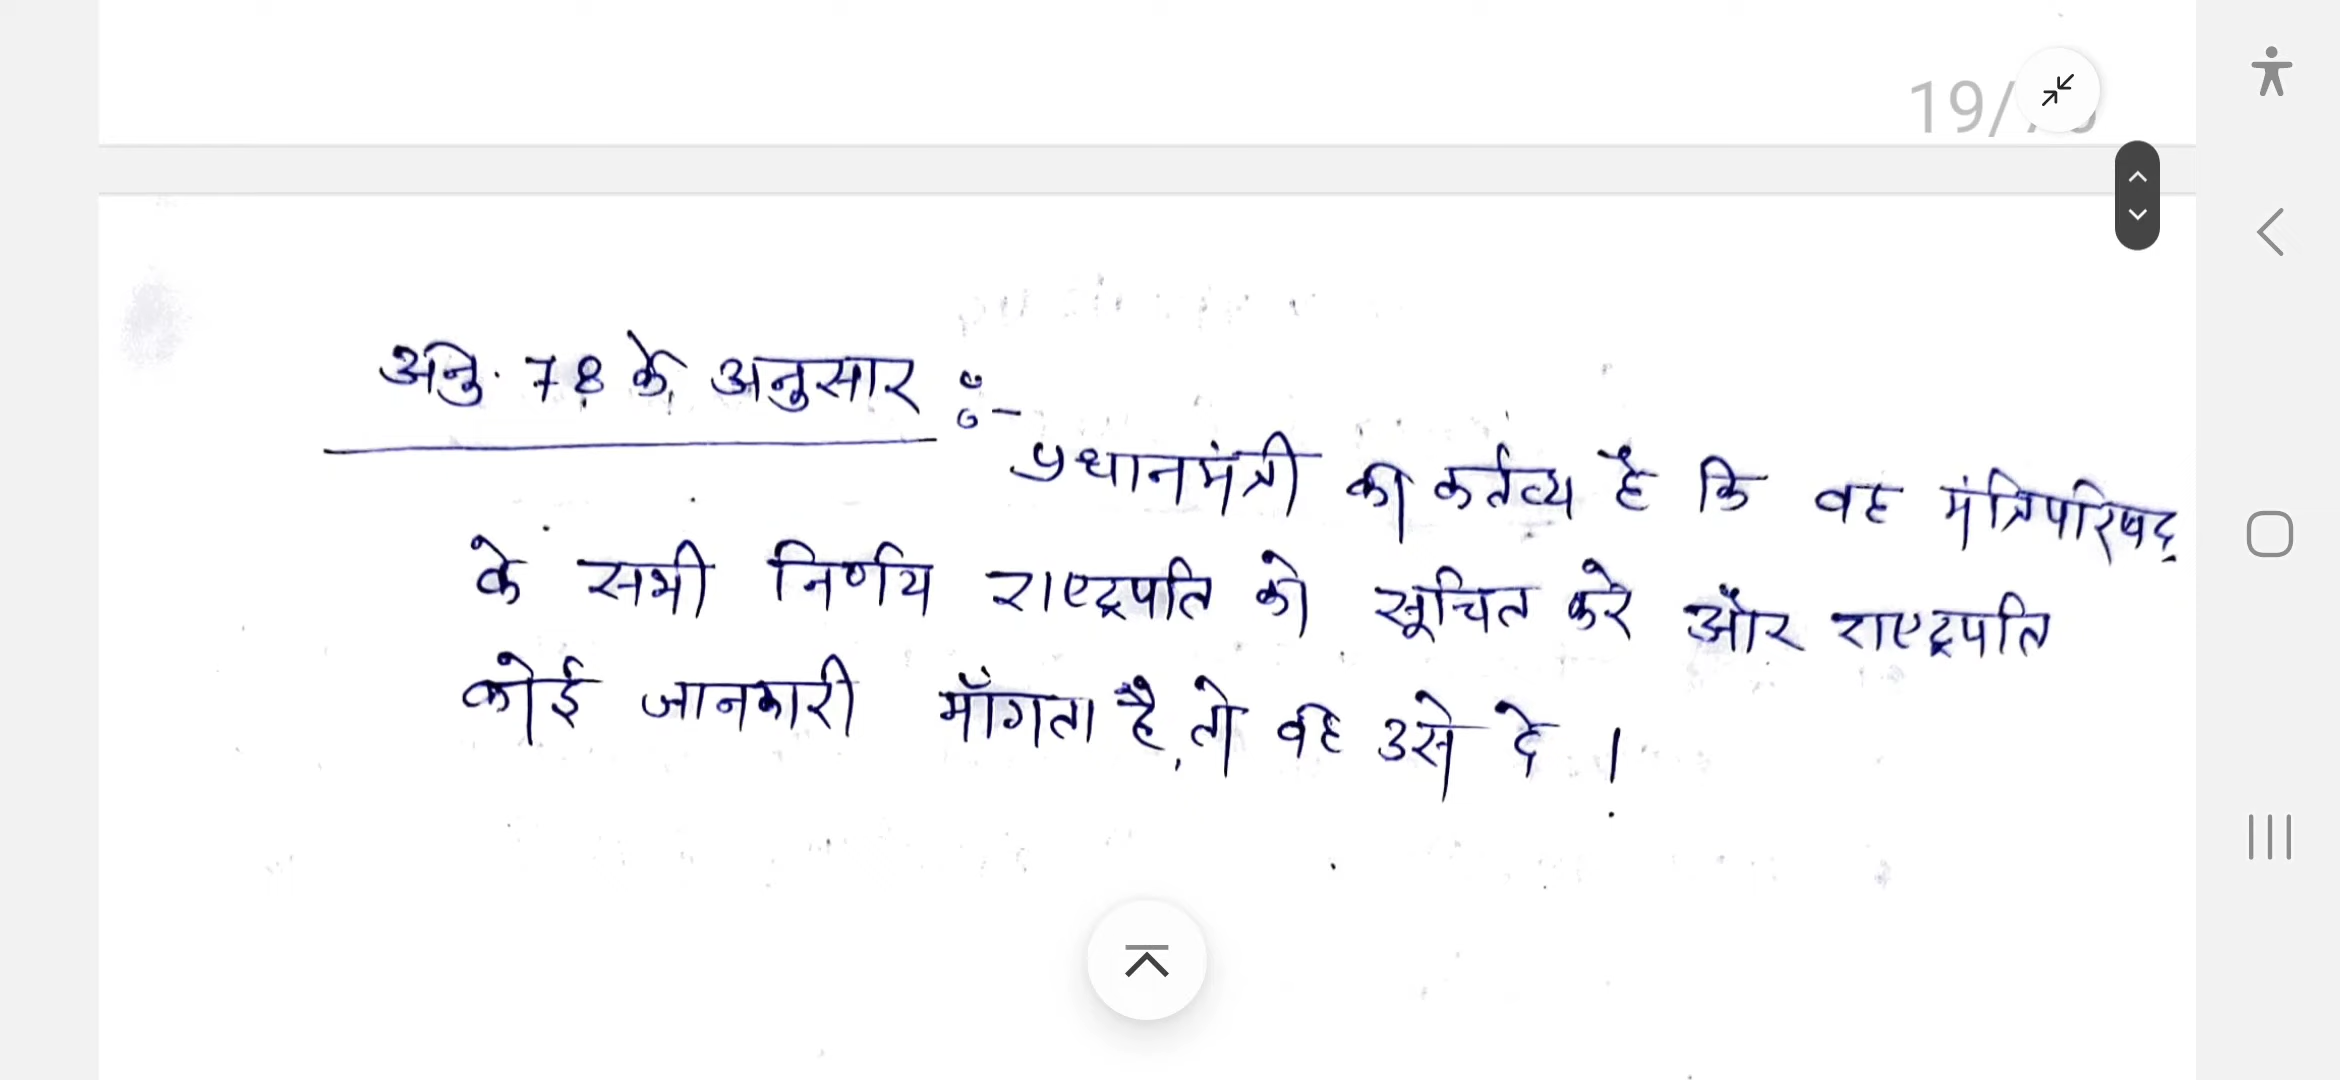 19/
अनु. 78 के अनुसार :-
प्रधानमंत्री की कर्तव्य है कि वह मंत्रिपरिषद्
के सभी निर्णय राष्ट्रपति को सूचित करे और राष्ट्रपति
कोई जानकारी माँगता है, तो वह उसे दे ।